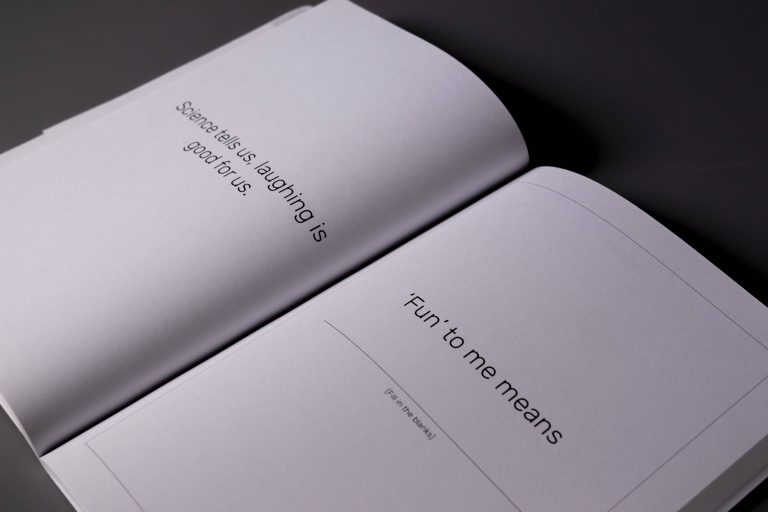 Science tells us, laughing is
good for us.
‘Fun’ to me means
[Fill in the blanks]